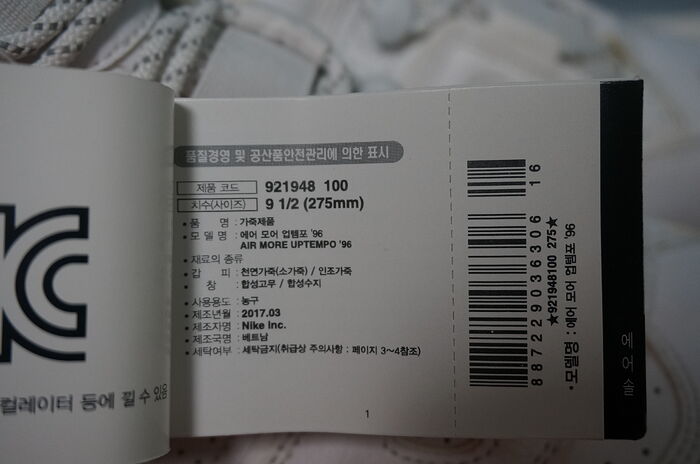 품질경영 및 공산품안전관리에 의한 표시
제품 코드 921948 100
치수(사이즈) 9 1/2 (275mm)
• 품 명 : 가죽제품
• 모 델 명 : 에어 모어 업템포 '96
AIR MORE UPTEMPO '96
• 재료의 종류
• 갑 피 : 천연가죽(소가죽) / 인조가죽
• 창 : 합성고무 / 합성수지
• 사용용도 : 농구
• 제조년월 : 2017.03
• 제조자명 : Nike Inc.
• 제조국명 : 베트남
• 세탁여부 : 세탁금지(취급상 주의사항 : 페이지 3~4참조)
1
컬레이터 등에 낄 수 있음
16
887229036306
★921948100 275★
• 모델명 : 에어 모어 업템포 '96
에오솔